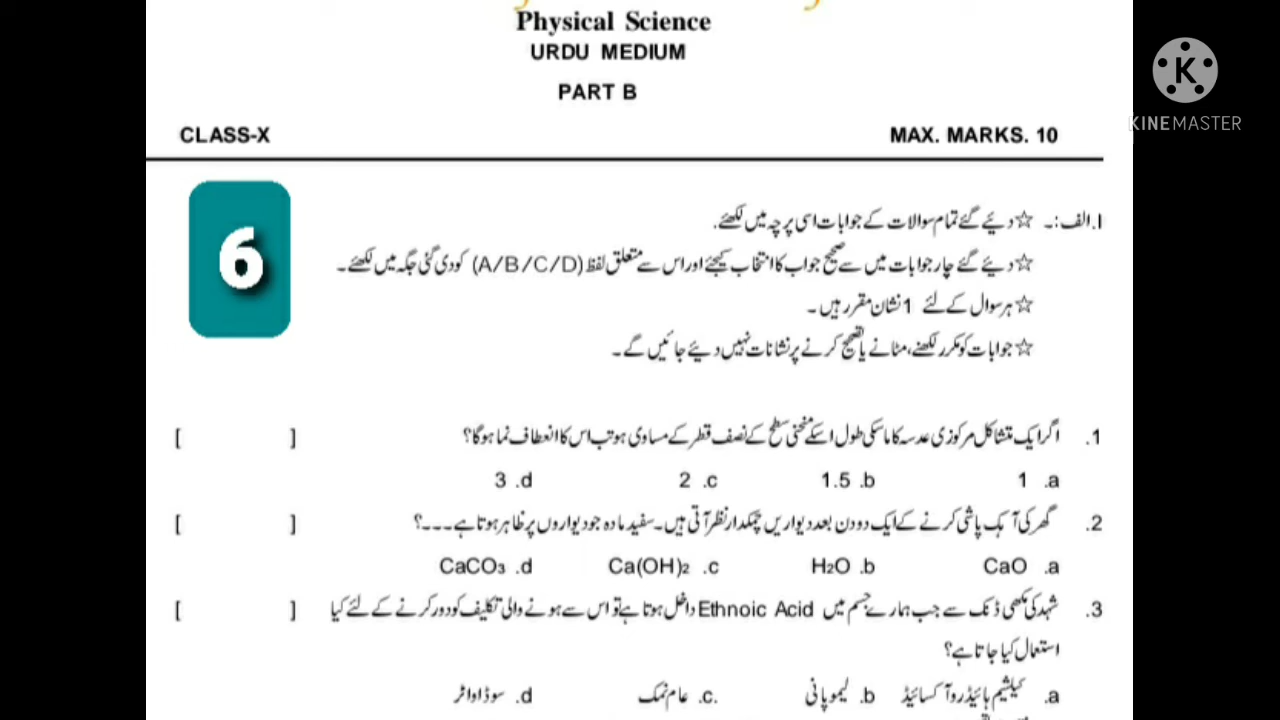 Physical Science
URDU MEDIUM
PART B
CLASS-X MAX. MARKS. 10
K
KINEMASTER
6
I.الف:۔ ☆ دیئے گئے تمام سوالات کے جوابات اسی پرچہ میں لکھئے.
☆ دیئے گئے چار جوابات میں سے صحیح جواب کا انتخاب کیجئے اور اس سے متعلق لفظ (A/B/C/D) کو دی گئی جگہ میں لکھئے۔
☆ ہر سوال کے لئے 1 نشان مقرر ہیں۔
☆ جوابات کو مکرر لکھنے، مٹانے یا تصحیح کرنے پر نشانات نہیں دیئے جائیں گے۔
1. اگر ایک متشاکل مرکوزی عدسہ کا ماسکی طول اسکے منحنی سطح کے نصف قطر کے مساوی ہو تب اس کا انعطاف نما ہوگا؟ [ ]
a. 1 b. 1.5 c. 2 d. 3
2. گھر کی آہک پاشی کرنے کے ایک دو دن بعد دیواریں چمکدار نظر آتی ہیں۔ سفید مادہ جو دیواروں پر ظاہر ہوتا ہے۔۔۔؟ [ ]
a. CaO b. H₂O c. Ca(OH)₂ d. CaCO₃
3. شہد کی مکھی ڈنک سے جب ہمارے جسم میں Ethnoic Acid داخل ہوتا ہے تو اس سے ہونے والی تکلیف کو دور کرنے کے لئے کیا [ ]
استعمال کیا جاتا ہے؟
a. کیلشیم ہائیڈروآکسائیڈ b. لیموپانی c. عام نمک d. سوڈا واٹر